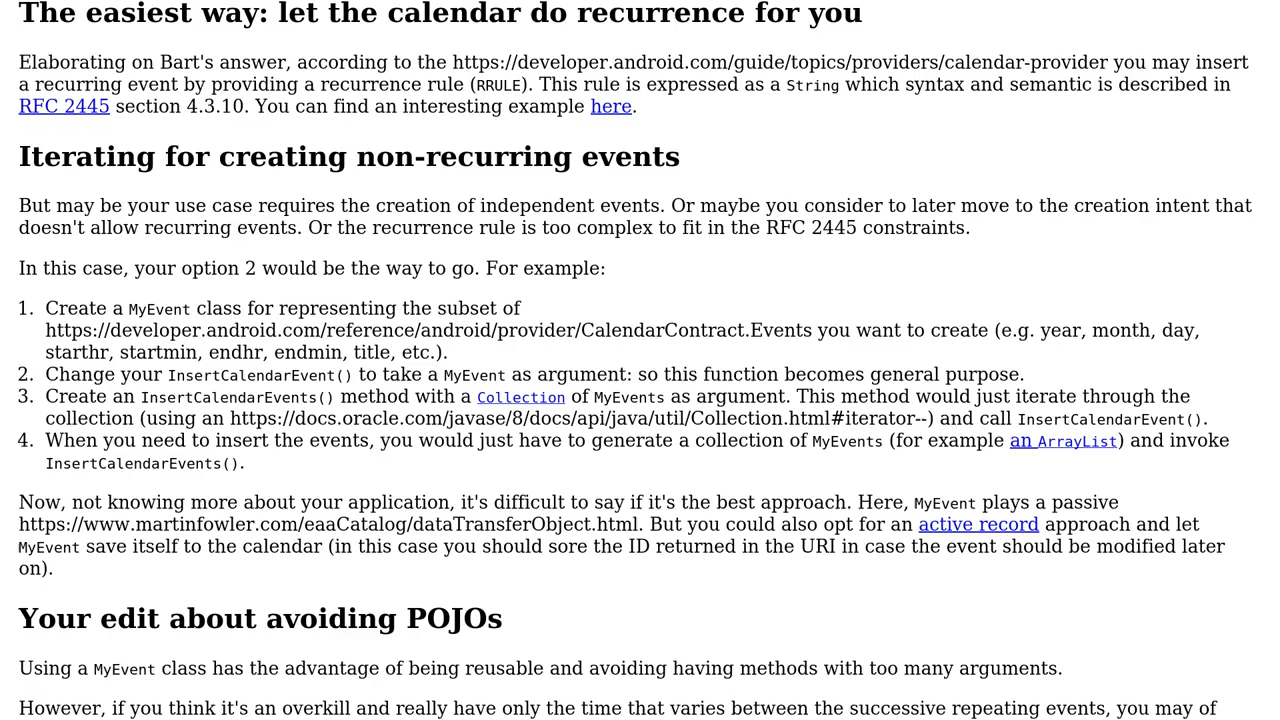 The easiest way: let the calendar do recurrence for you
Elaborating on Bart's answer, according to the https://developer.android.com/guide/topics/providers/calendar-provider you may insert
a recurring event by providing a recurrence rule (RRULE). This rule is expressed as a String which syntax and semantic is described in
RFC 2445 section 4.3.10. You can find an interesting example here.
Iterating for creating non-recurring events
But may be your use case requires the creation of independent events. Or maybe you consider to later move to the creation intent that
doesn't allow recurring events. Or the recurrence rule is too complex to fit in the RFC 2445 constraints.
In this case, your option 2 would be the way to go. For example:
1. Create a MyEvent class for representing the subset of
https://developer.android.com/reference/android/provider/CalendarContract.Events you want to create (e.g. year, month, day,
starthr, startmin, endhr, endmin, title, etc.).
2. Change your InsertCalendarEvent() to take a MyEvent as argument: so this function becomes general purpose.
3. Create an InsertCalendarEvents() method with a Collection of MyEvents as argument. This method would just iterate through the
collection (using an https://docs.oracle.com/javase/8/docs/api/java/util/Collection.html#iterator--) and call InsertCalendarEvent().
4. When you need to insert the events, you would just have to generate a collection of MyEvents (for example an ArrayList) and invoke
InsertCalendarEvents().
Now, not knowing more about your application, it's difficult to say if it's the best approach. Here, MyEvent plays a passive
https://www.martinfowler.com/eaaCatalog/dataTransferObject.html. But you could also opt for an active record approach and let
MyEvent save itself to the calendar (in this case you should sore the ID returned in the URI in case the event should be modified later
on).
Your edit about avoiding POJOs
Using a MyEvent class has the advantage of being reusable and avoiding having methods with too many arguments.
However, if you think it's an overkill and really have only the time that varies between the successive repeating events, you may of